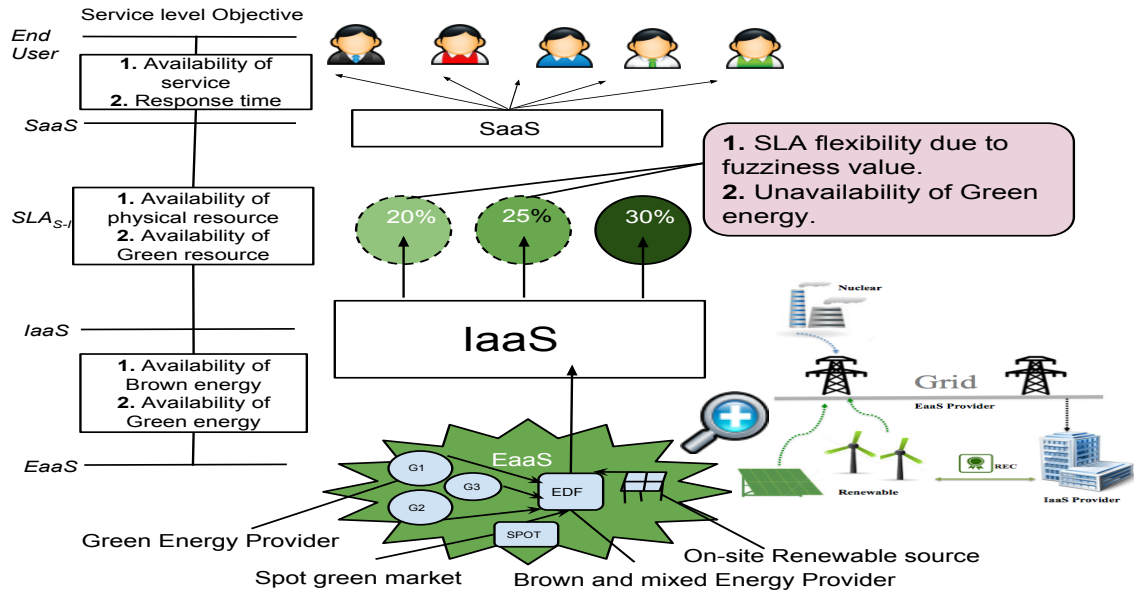 Service level Objective
End
User
1. Availability of
service
2. Response time
SaaS
SaaS
1. SLA flexibility due to
fuzziness value.
2. Unavailability of Green
energy.
1. Availability of
physical resource
2. Availability of
Green resource
SLAS-I
20%
25%
30%
IaaS
IaaS
1. Availability of
Brown energy
2. Availability of
Green energy
EaaS
EaaS
G1
G3
G2
EDF
SPOT
Green Energy Provider
Spot green market
Brown and mixed Energy Provider
On-site Renewable source
Nuclear
Grid
EaaS Provider
REC
Renewable
IaaS Provider